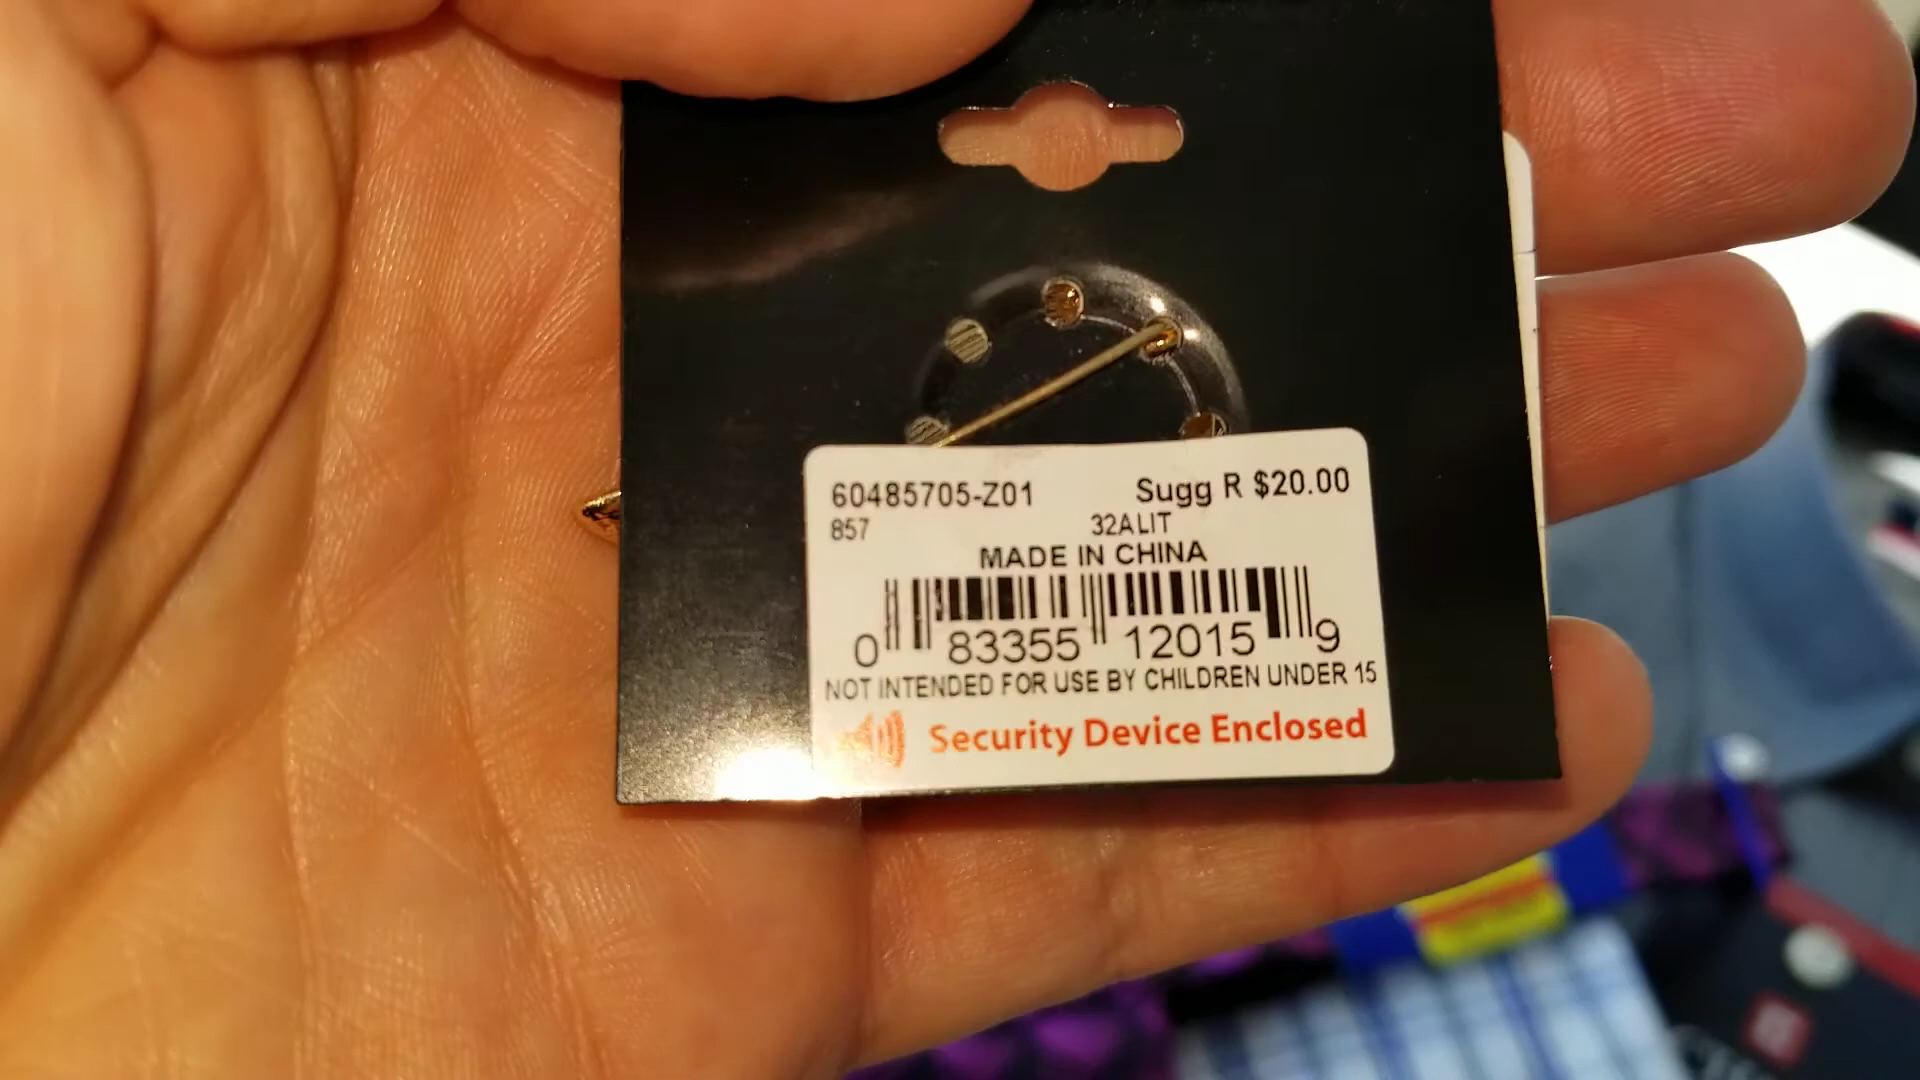 60485705-Z01 Sugg R $20.00
857 32ALIT
MADE IN CHINA
0 83355 12015 9
NOT INTENDED FOR USE BY CHILDREN UNDER 15
Security Device Enclosed